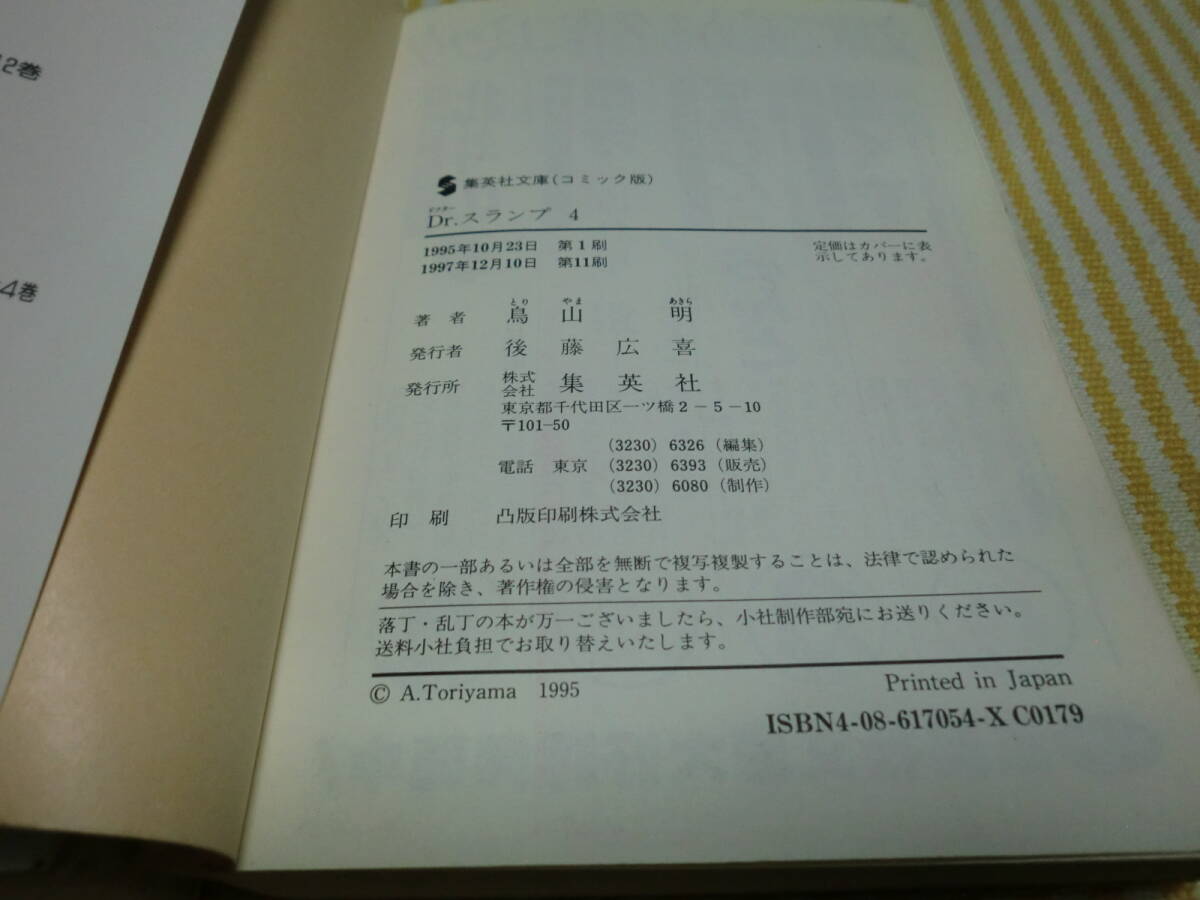 12巻
4巻
集英社文庫(コミック版)
ドクター
Dr.スランプ 4
1995年10月23日 第1刷
1997年12月10日 第11刷
定価はカバーに表
示してあります。
とり やま あきら
著者 鳥山 明
発行者 後藤広喜
発行所 株式会社 集英社
東京都千代田区一ツ橋2-5-10
〒101-50
(3230) 6326 (編集)
電話 東京 (3230) 6393 (販売)
(3230) 6080 (制作)
印刷 凸版印刷株式会社
本書の一部あるいは全部を無断で複写複製することは、法律で認められた
場合を除き、著作権の侵害となります。
落丁・乱丁の本が万一ございましたら、小社制作部宛にお送りください。
送料小社負担でお取り替えいたします。
© A.Toriyama 1995
Printed in Japan
ISBN4-08-617054-X C0179